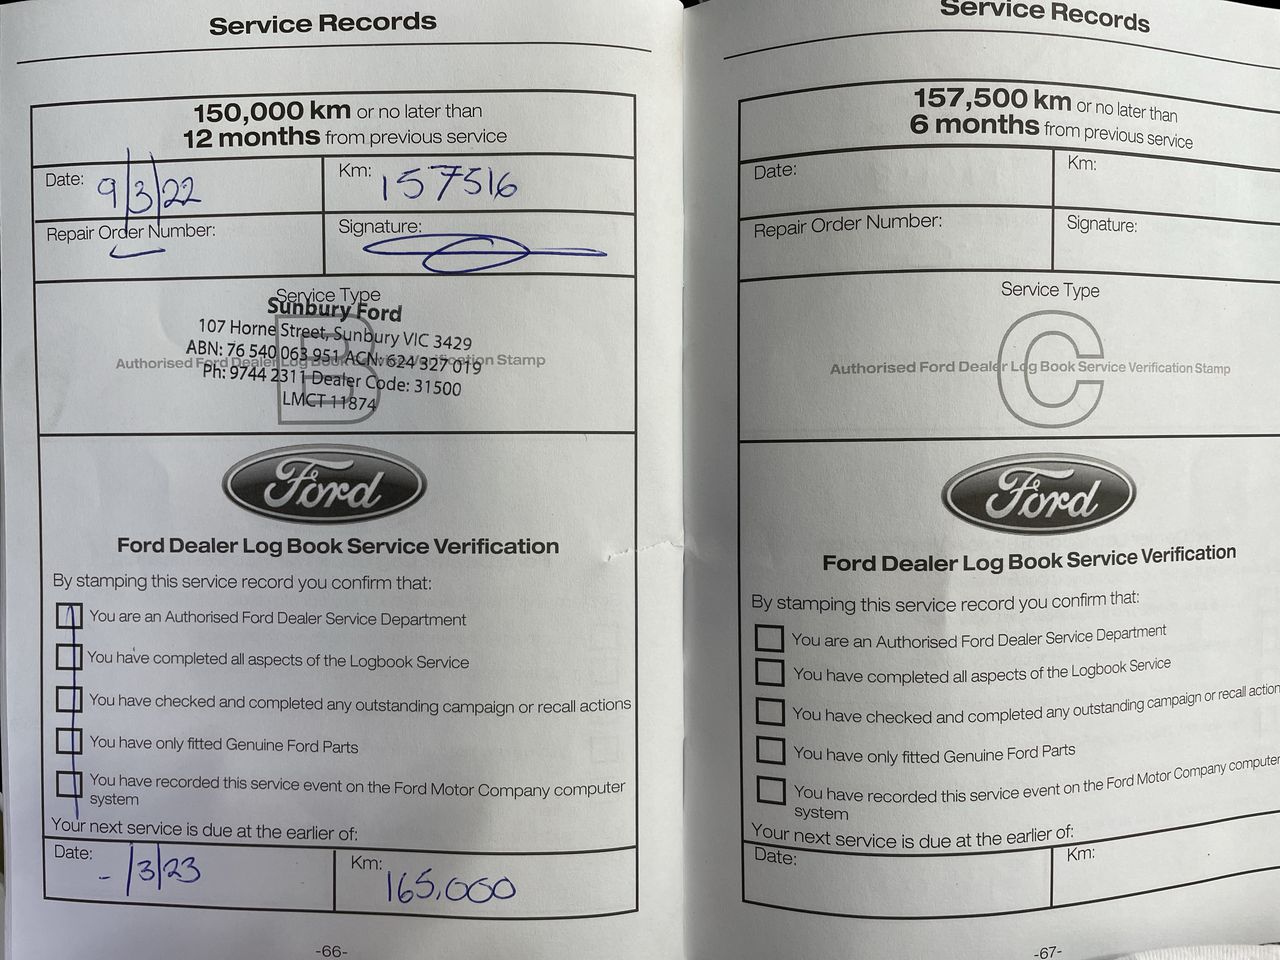 Service Records
150,000 km or no later than
12 months from previous service
Date: 9/3/22
Km: 157516
Repair Order Number:
Signature:
Service Type
B
Sunbury Ford
107 Horne Street, Sunbury VIC 3429
ABN: 76 540 063 951 ACN: 624 327 019
Authorised Ford Dealer Log Book Service Verification Stamp
Ph: 9744 2311 Dealer Code: 31500
LMCT 11874
Ford
Ford Dealer Log Book Service Verification
By stamping this service record you confirm that:
You are an Authorised Ford Dealer Service Department
You have completed all aspects of the Logbook Service
You have checked and completed any outstanding campaign or recall actions
You have only fitted Genuine Ford Parts
You have recorded this service event on the Ford Motor Company computer
system
Your next service is due at the earlier of:
Date: - /3/23
Km: 165.000
-66-
Service Records
157,500 km or no later than
6 months from previous service
Date:
Km:
Repair Order Number:
Signature:
Service Type
C
Authorised Ford Dealer Log Book Service Verification Stamp
Ford
Ford Dealer Log Book Service Verification
By stamping this service record you confirm that:
You are an Authorised Ford Dealer Service Department
You have completed all aspects of the Logbook Service
You have checked and completed any outstanding campaign or recall action
You have only fitted Genuine Ford Parts
You have recorded this service event on the Ford Motor Company computer
system
Your next service is due at the earlier of:
Date:
Km:
-67-